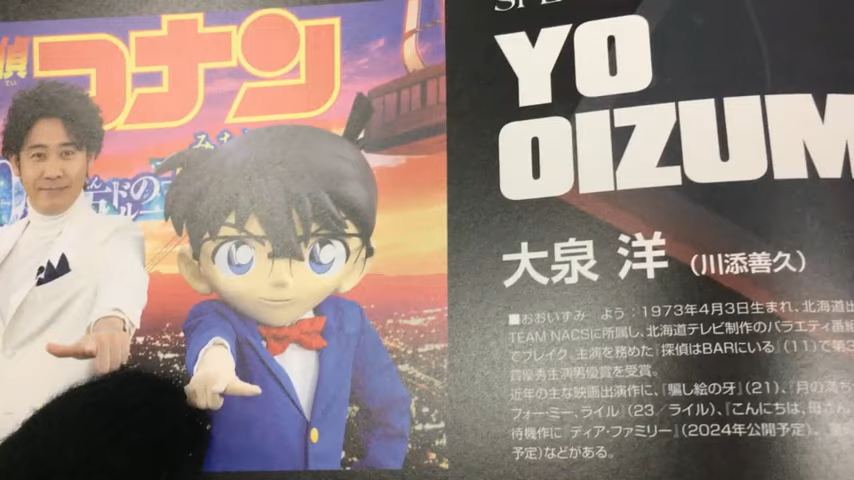 偵
てい
コナン
ドの
YO
OIZUM
大泉 洋 （川添善久）
■おおいずみ　よう：1973年4月3日生まれ、北海道出
TEAM NACSに所属し、北海道テレビ制作のバラエティ番組
でブレイク、主演を務めた『探偵はBARにいる』（11）で第3
優秀主演男優賞を受賞。
近年の主な映画出演作に、『騙し絵の牙』（21）、『月の満ち
フォー・ミー、ライル』（23／ライル）、『こんにちは、母さん
待機作に『ディア・ファミリー』（2024年公開予定）、
予定）などがある。